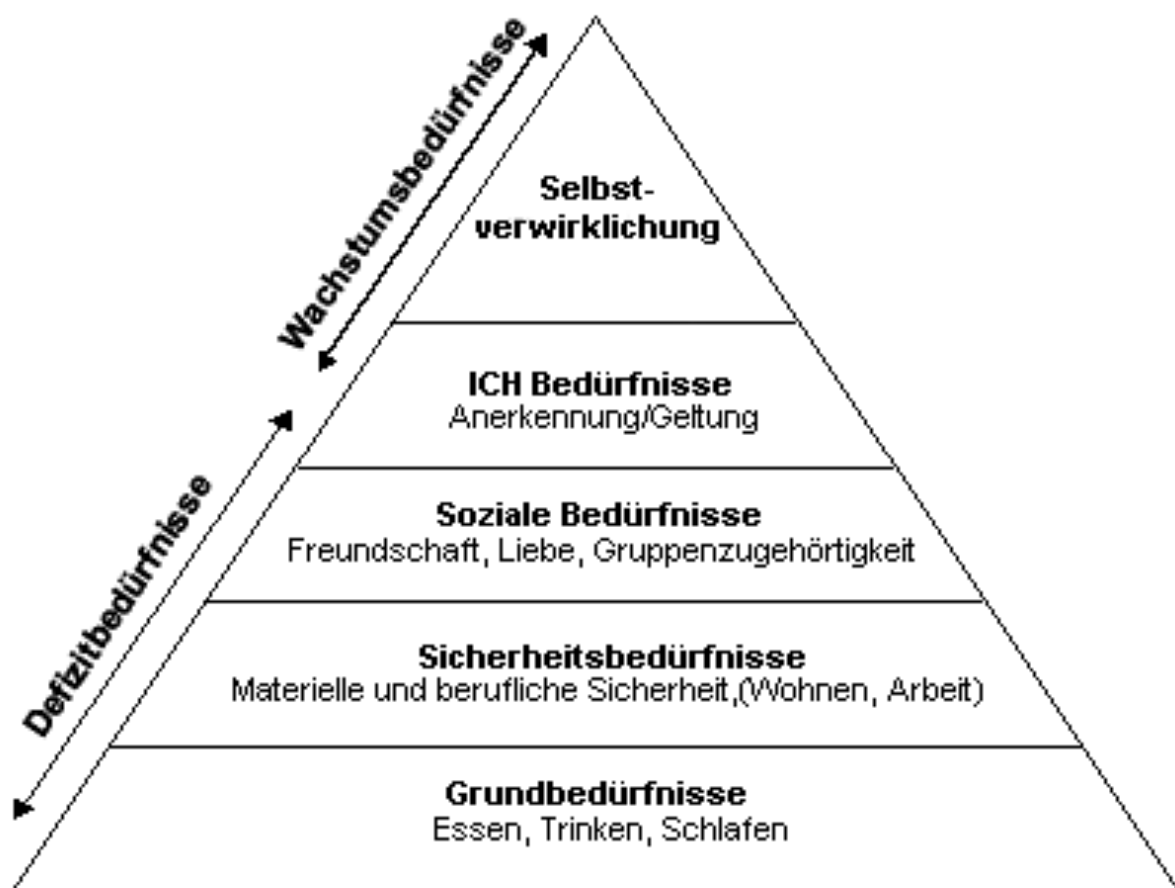 Wachstumsbedürfnisse
Defizitbedürfnisse
Selbst-
verwirklichung
ICH Bedürfnisse
Anerkennung/Geltung
Soziale Bedürfnisse
Freundschaft, Liebe, Gruppenzugehörtigkeit
Sicherheitsbedürfnisse
Materielle und berufliche Sicherheit,(Wohnen, Arbeit)
Grundbedürfnisse
Essen, Trinken, Schlafen